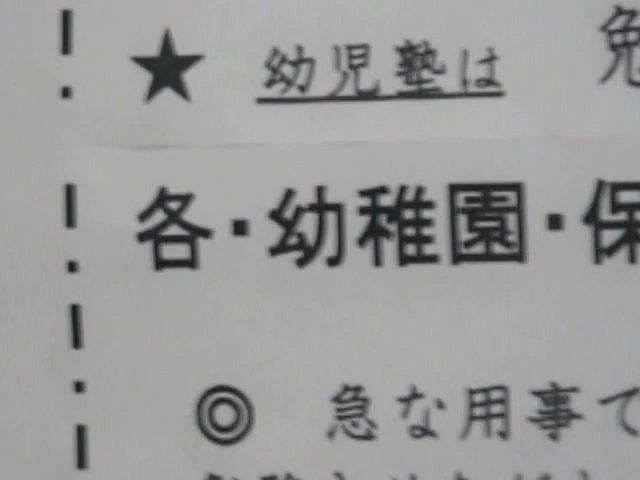 ★ 幼児塾は
各・幼稚園・保
◎ 急な用事で